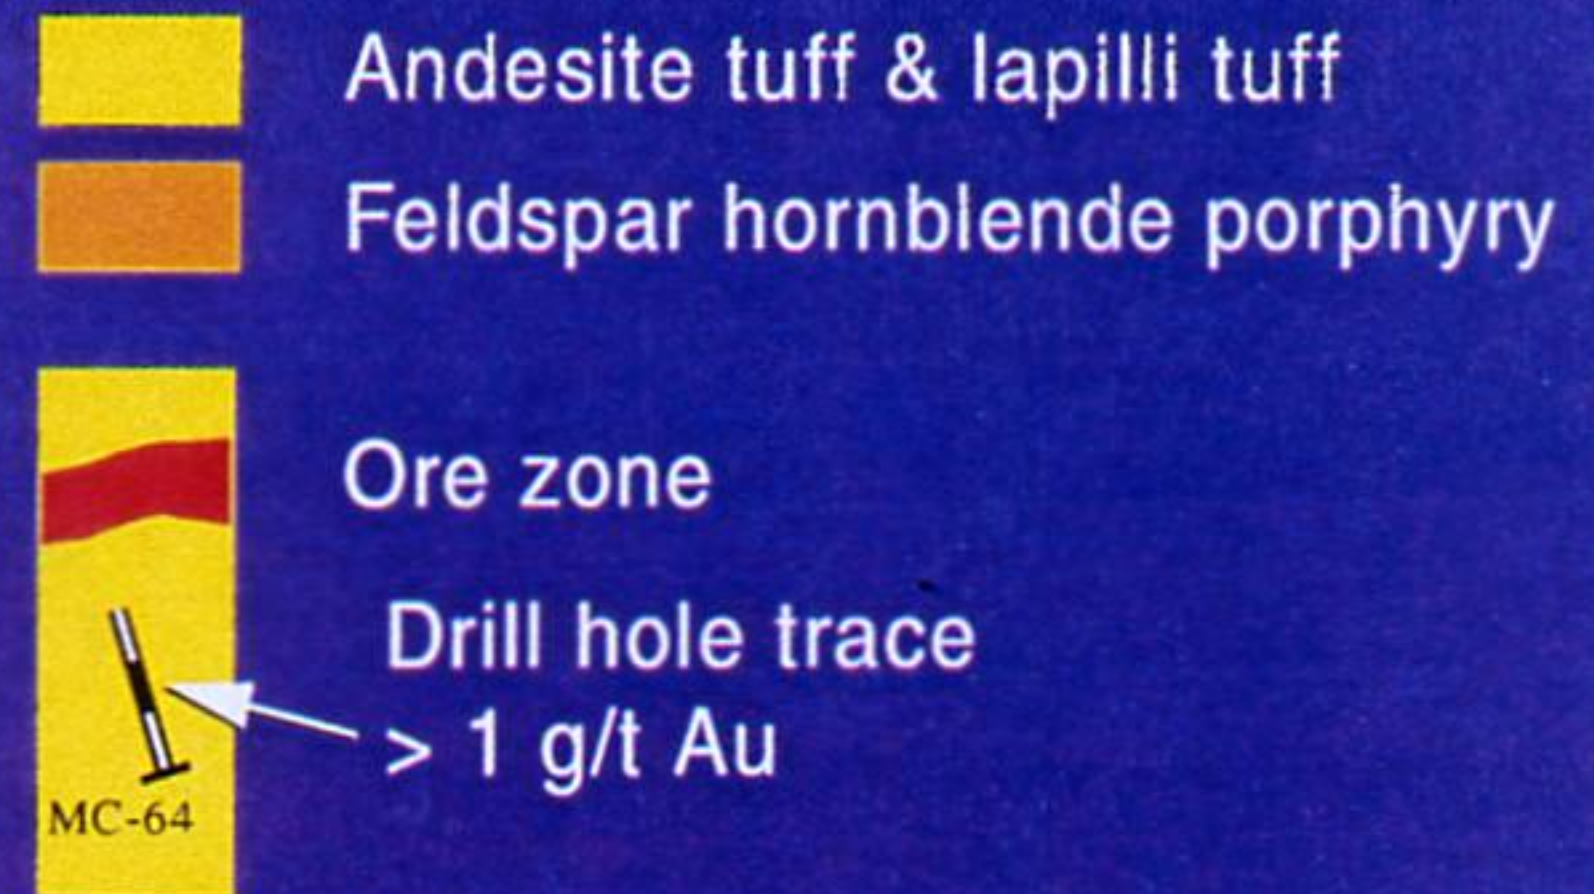 Andesite tuff & lapilli tuff
Feldspar hornblende porphyry
Ore zone
Drill hole trace
> 1 g/t Au
MC-64